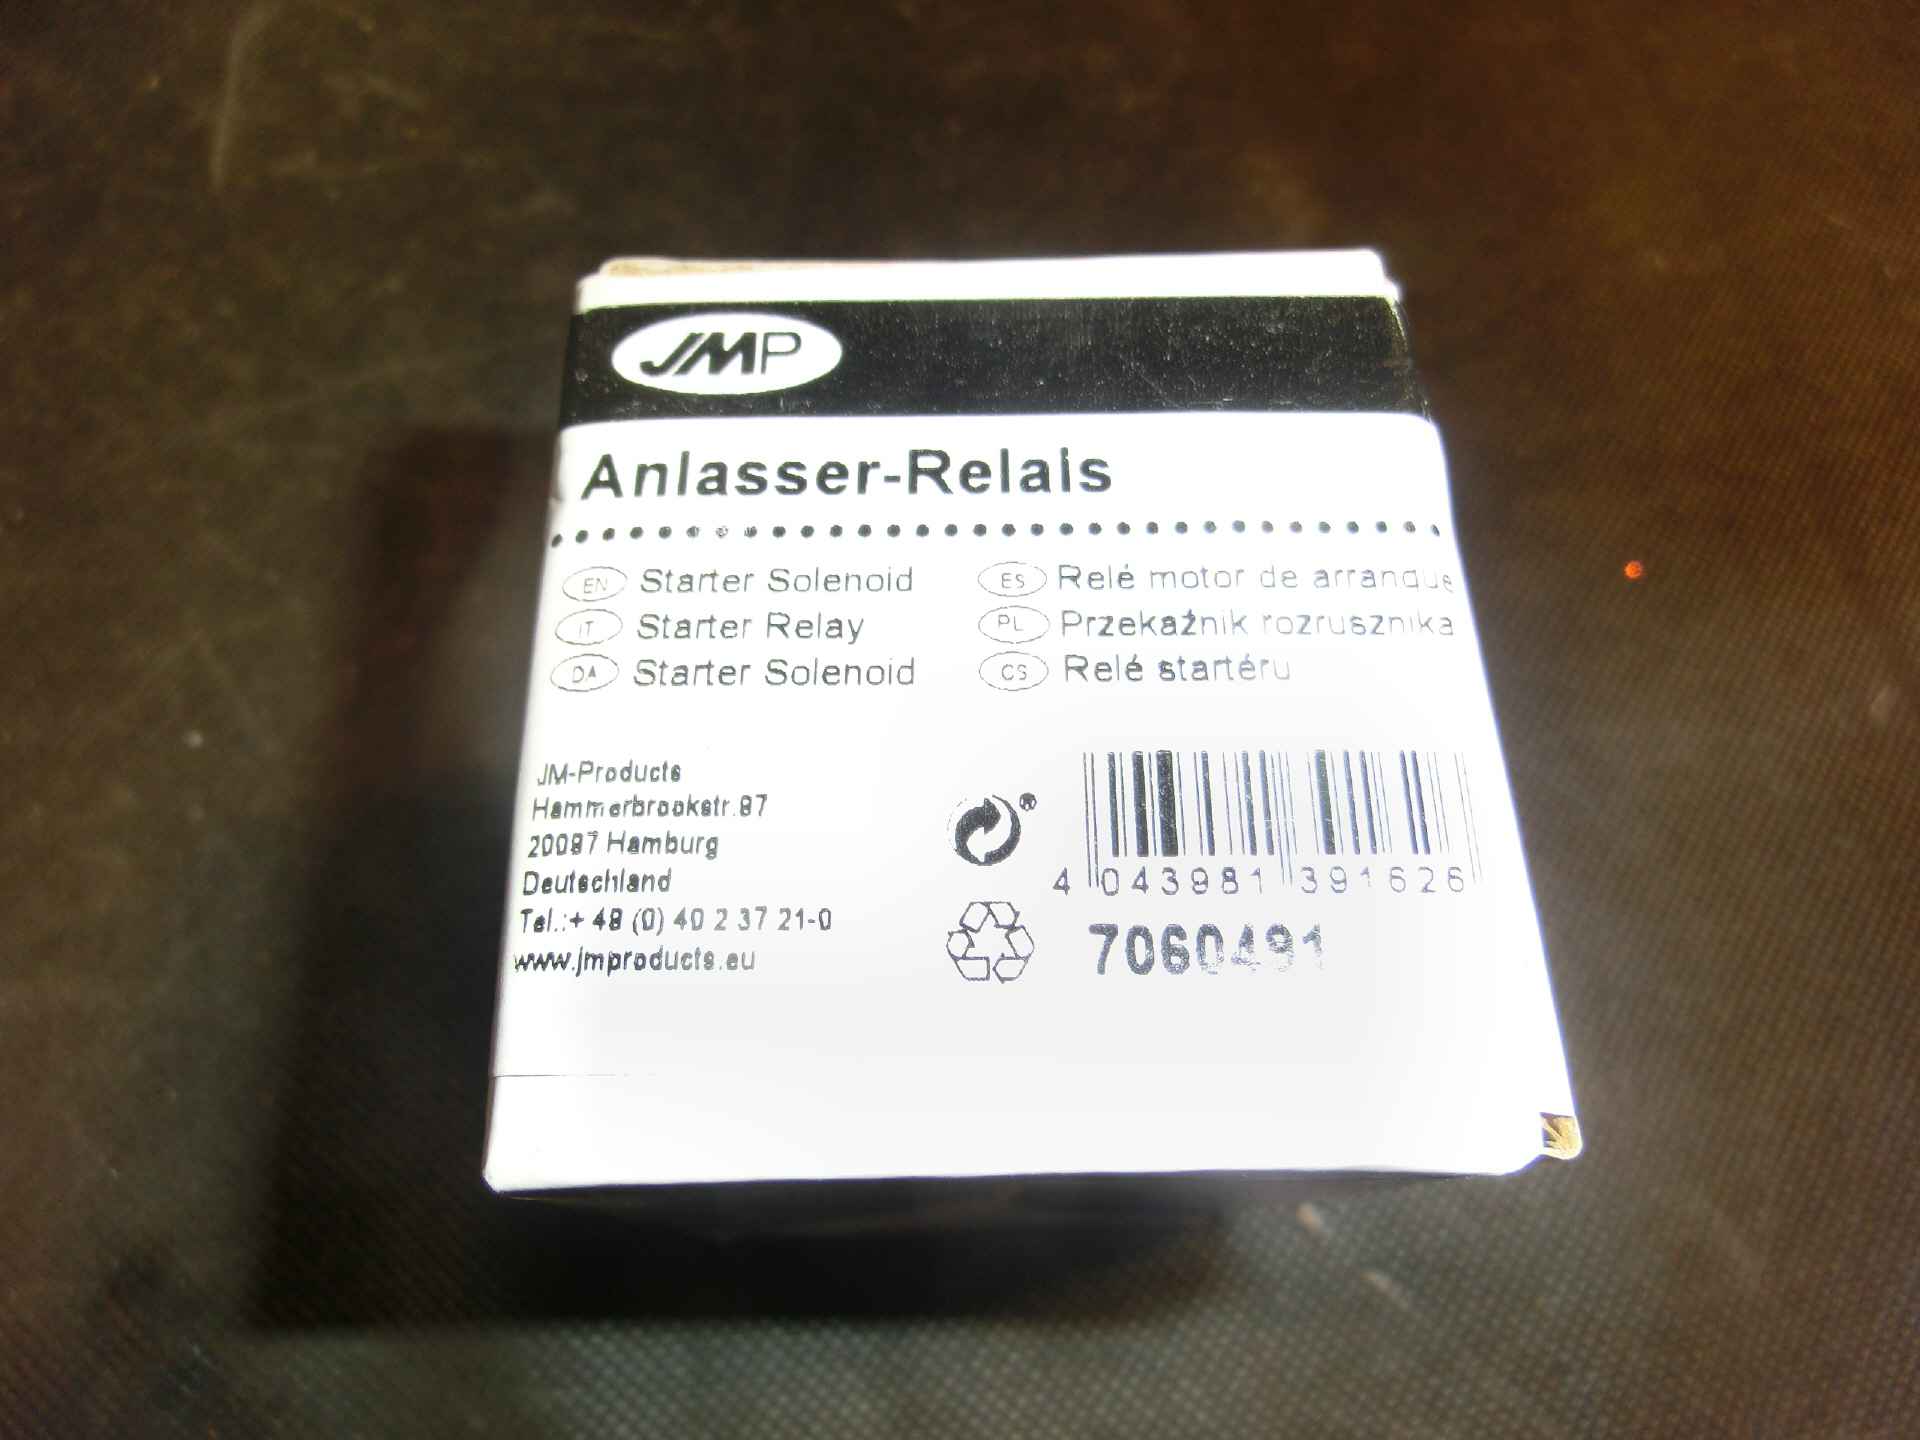 JMP
Anlasser-Relais
EN Starter Solenoid
IT Starter Relay
DA Starter Solenoid
ES Relé motor de arranque
PL Przekaźnik rozrusznika
CS Relé startéru
JM-Products
Hammerbrookstr.97
20097 Hamburg
Deutschland
Tel.:+ 49 (0) 40 2 37 21-0
www.jmproducts.eu
4 043981 391626
7060491